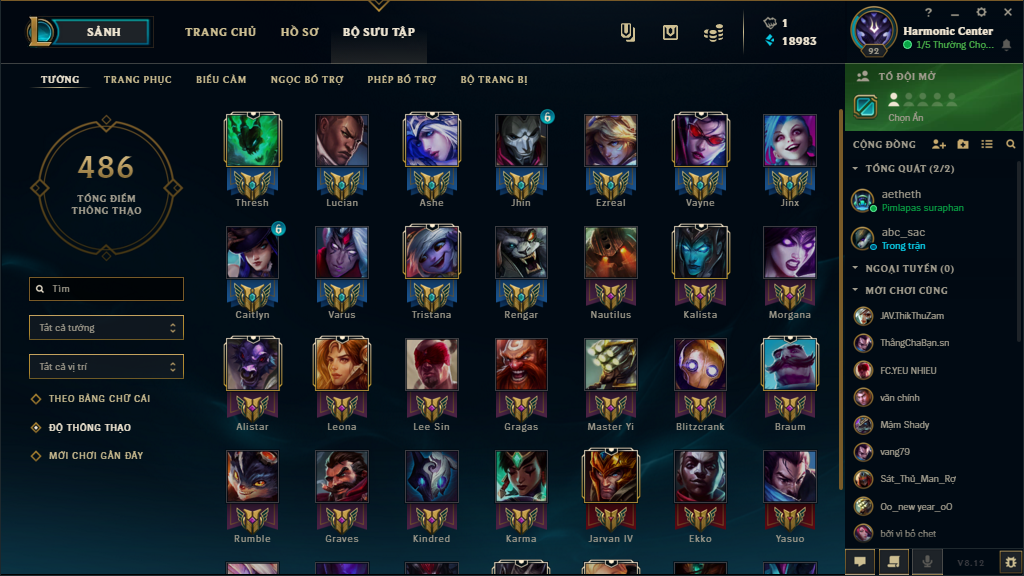 SẢNH
TRANG CHỦ
HỒ SƠ
BỘ SƯU TẬP
1
18983
92
?
Harmonic Center
1/5 Thường Chọ...
TƯỚNG
TRANG PHỤC
BIỂU CẢM
NGỌC BỔ TRỢ
PHÉP BỔ TRỢ
BỘ TRANG BỊ
486
TỔNG ĐIỂM
THÔNG THẠO
Tìm
Tất cả tướng
Tất cả vị trí
THEO BẢNG CHỮ CÁI
ĐỘ THÔNG THẠO
MỚI CHƠI GẦN ĐÂY
6
Thresh
Lucian
Ashe
Jhin
Ezreal
Vayne
Jinx
6
Caitlyn
Varus
Tristana
Rengar
Nautilus
Kalista
Morgana
Alistar
Leona
Lee Sin
Gragas
Master Yi
Blitzcrank
Braum
Rumble
Graves
Kindred
Karma
Jarvan IV
Ekko
Yasuo
TỔ ĐỘI MỞ
Chọn Ẩn
CỘNG ĐỒNG
TỔNG QUÁT (2/2)
aetheth
Pimlapas suraphan
abc_sac
Trong trận
NGOẠI TUYẾN (0)
MỚI CHƠI CÙNG
JAV.ThikThuZam
ThằngChaBạn.sn
FC.YEU NHIEU
văn chính
Mậm Shady
vang79
Sát_Thủ_Man_Rợ
Oo_new year_oO
bởi vì bồ chet
V8.12